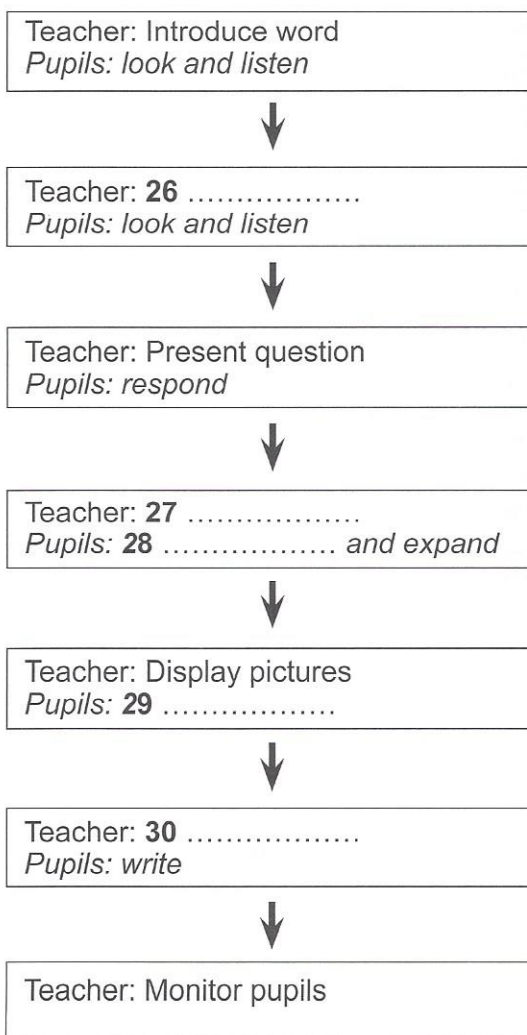 Teacher: Introduce word
Pupils: look and listen
Teacher: 26 ..................
Pupils: look and listen
Teacher: Present question
Pupils: respond
Teacher: 27 ..................
Pupils: 28 .................. and expand
Teacher: Display pictures
Pupils: 29 ..................
Teacher: 30 ..................
Pupils: write
Teacher: Monitor pupils